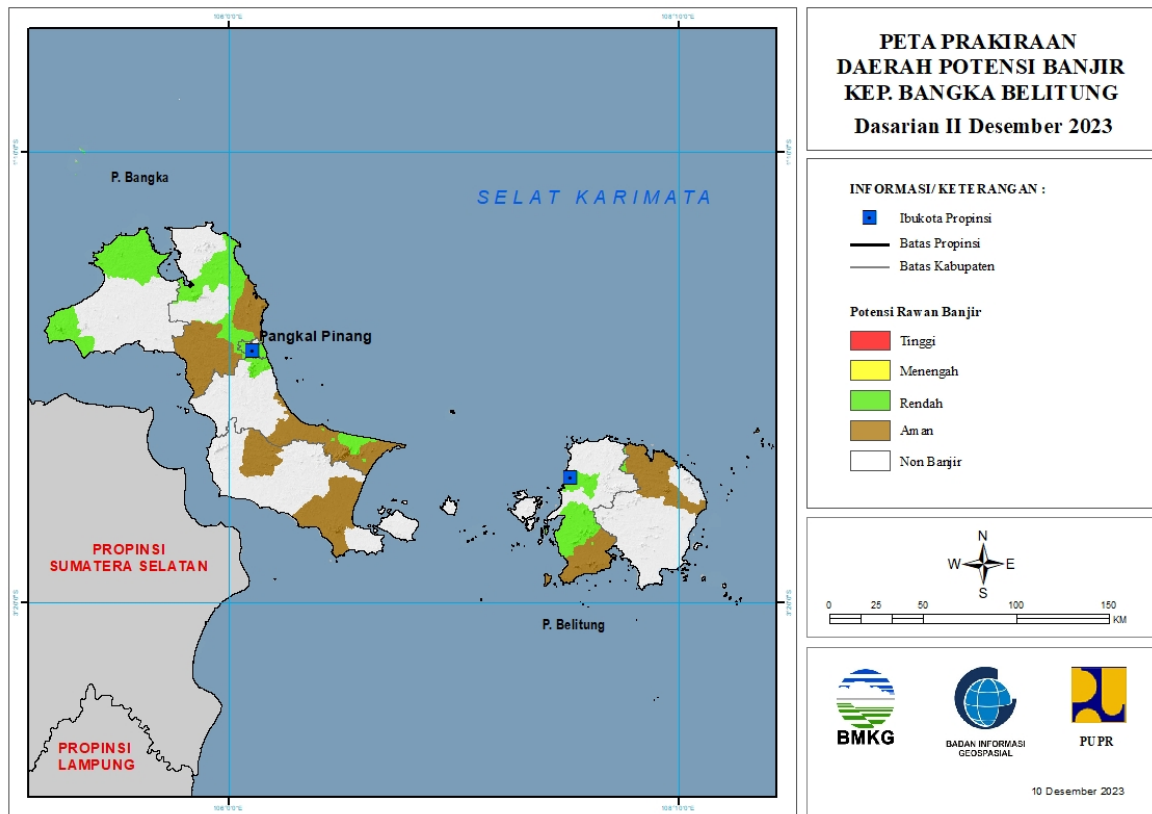 PETA PRAKIRAAN
DAERAH POTENSI BANJIR
KEP. BANGKA BELITUNG
Dasarian II Desember 2023
P. Bangka
SELAT KARIMATA
Pangkal Pinang
PROPINSI
SUMATERA SELATAN
P. Belitung
PROPINSI
LAMPUNG
INFORMASI/ KETERANGAN :
Ibukota Propinsi
Batas Propinsi
Batas Kabupaten
Potensi Rawan Banjir
Tinggi
Menengah
Rendah
Aman
Non Banjir
N
W E
S
0 25 50 100 150
KM
BMKG
BADAN INFORMASI
GEOSPASIAL
PUPR
10 Desember 2023